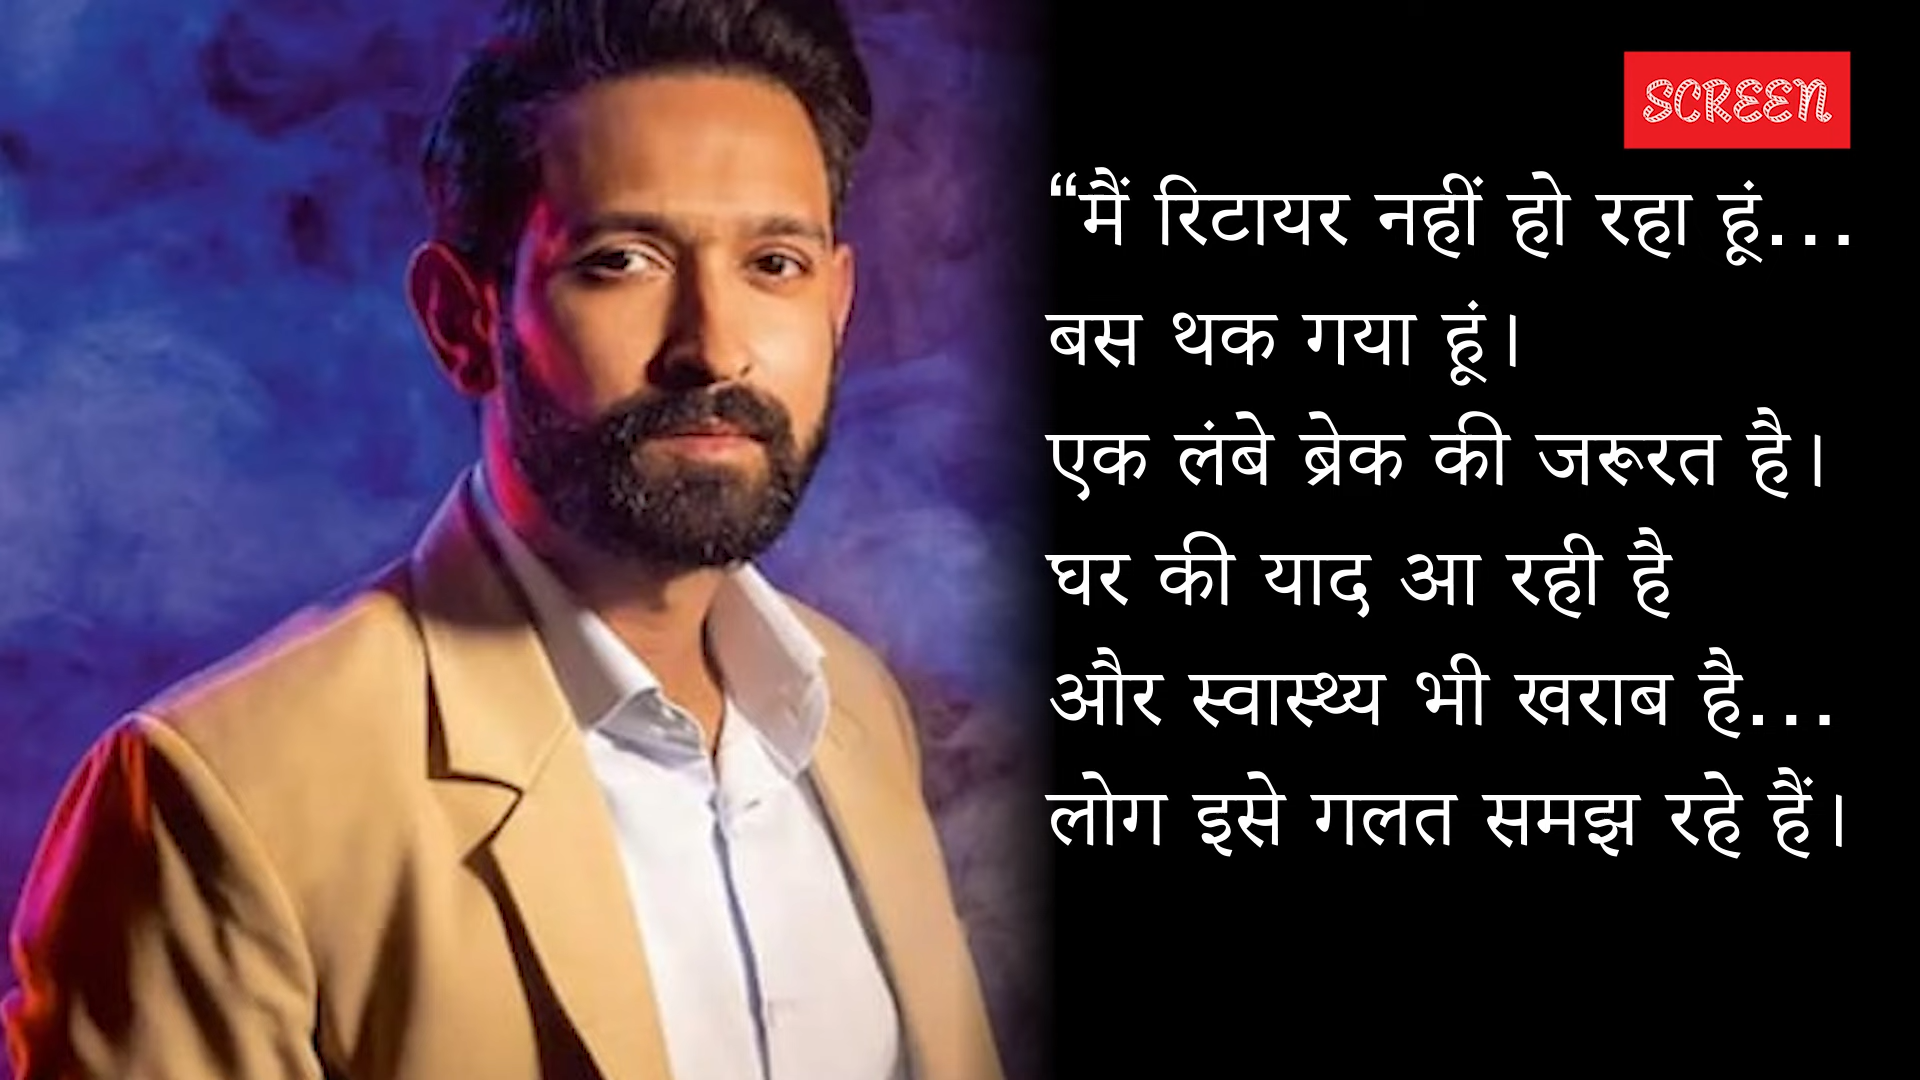 SCREEN
“मैं रिटायर नहीं हो रहा हूं...
बस थक गया हूं।
एक लंबे ब्रेक की जरूरत है।
घर की याद आ रही है
और स्वास्थ्य भी खराब है...
लोग इसे गलत समझ रहे हैं।